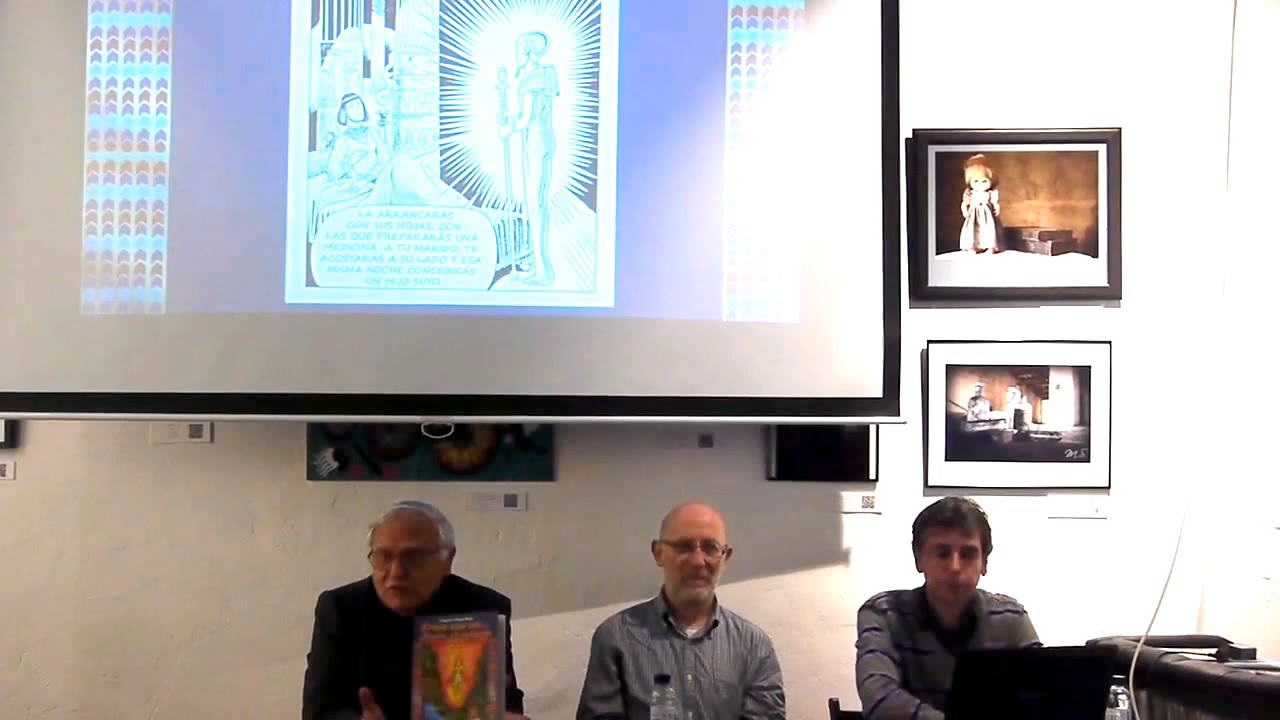 LA ARRANCARÁS
CON SUS HOJAS, CON
LAS QUE PREPARARÁS UNA
MEDICINA A TU MARIDO; TE
ACOSTARÁS A SU LADO Y ESA
MISMA NOCHE CONCEBIRÁS
UN HIJO SUYO.
M.S.